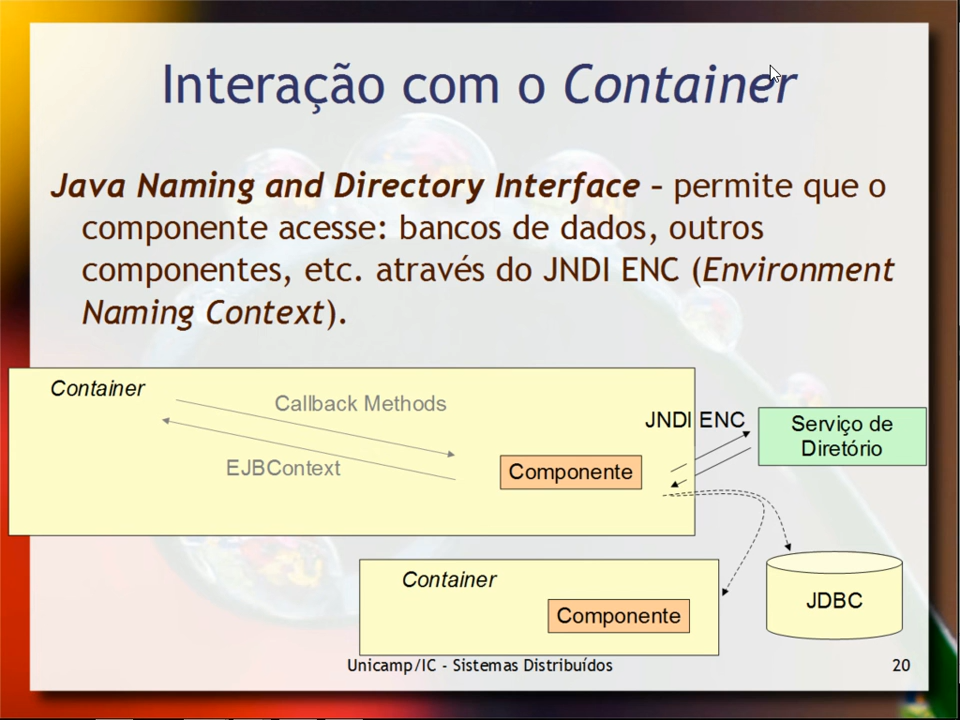 Interação com o Container
Java Naming and Directory Interface – permite que o
componente acesse: bancos de dados, outros
componentes, etc. através do JNDI ENC (Environment
Naming Context).
Container
Callback Methods
EJBContext
Componente
JNDI ENC
Serviço de
Diretório
Container
Componente
JDBC
Unicamp/IC - Sistemas Distribuídos
20